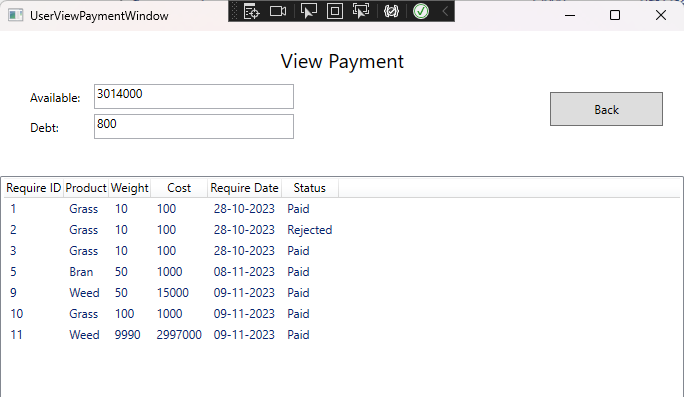 UserViewPaymentWindow
View Payment
Available: 3014000
Back
Debt: 800
Require ID Product Weight Cost Require Date Status
1 Grass 10 100 28-10-2023 Paid
2 Grass 10 100 28-10-2023 Rejected
3 Grass 10 100 28-10-2023 Paid
5 Bran 50 1000 08-11-2023 Paid
9 Weed 50 15000 09-11-2023 Paid
10 Grass 100 1000 09-11-2023 Paid
11 Weed 9990 2997000 09-11-2023 Paid